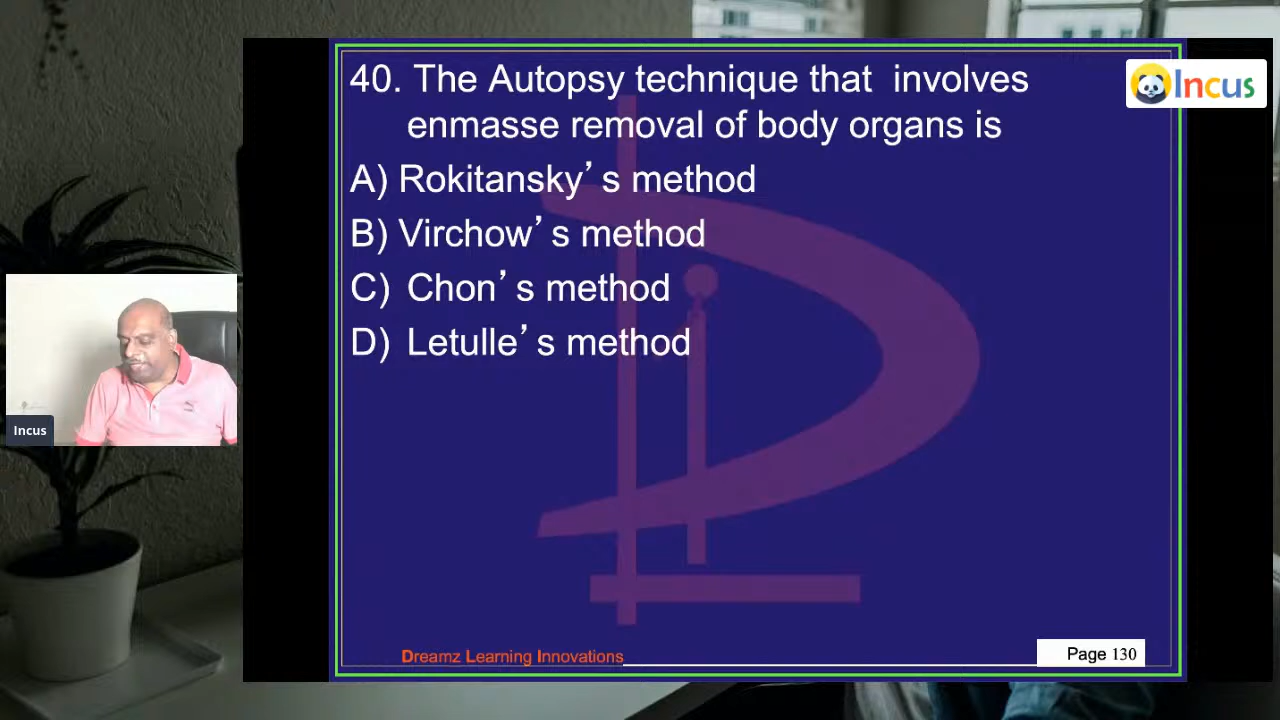 40. The Autopsy technique that involves
enmasse removal of body organs is
A) Rokitansky’s method
B) Virchow’s method
C) Chon’s method
D) Letulle’s method
Incus
Incus
Dreamz Learning Innovations
Page 130